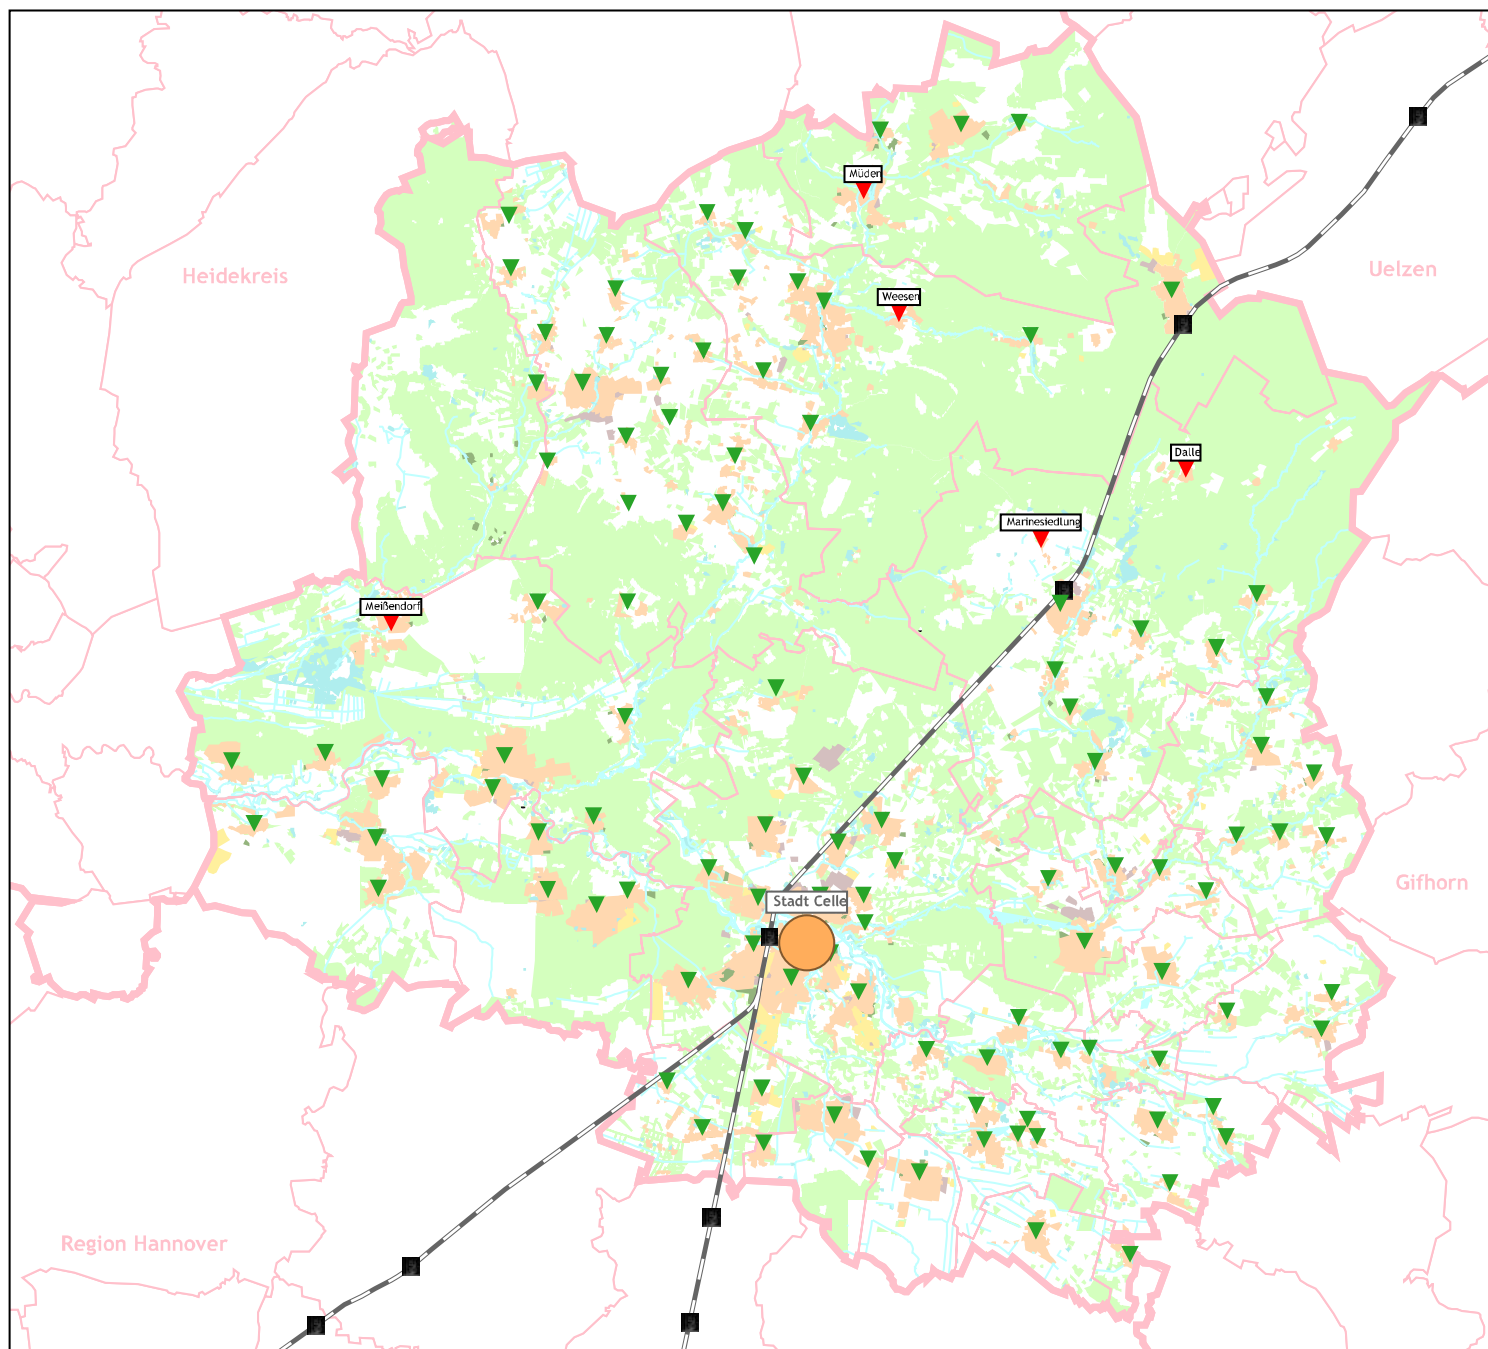 Müden
Heidekreis
Uelzen
Weesen
Dalle
Marinesiedlung
Meißendorf
Gifhorn
Stadt Celle
Region Hannover